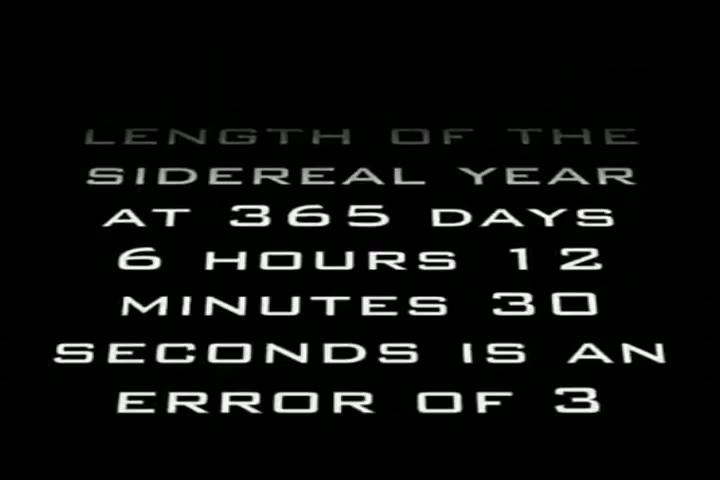 LENGTH OF THE
SIDEREAL YEAR
AT 365 DAYS
6 HOURS 12
MINUTES 30
SECONDS IS AN
ERROR OF 3